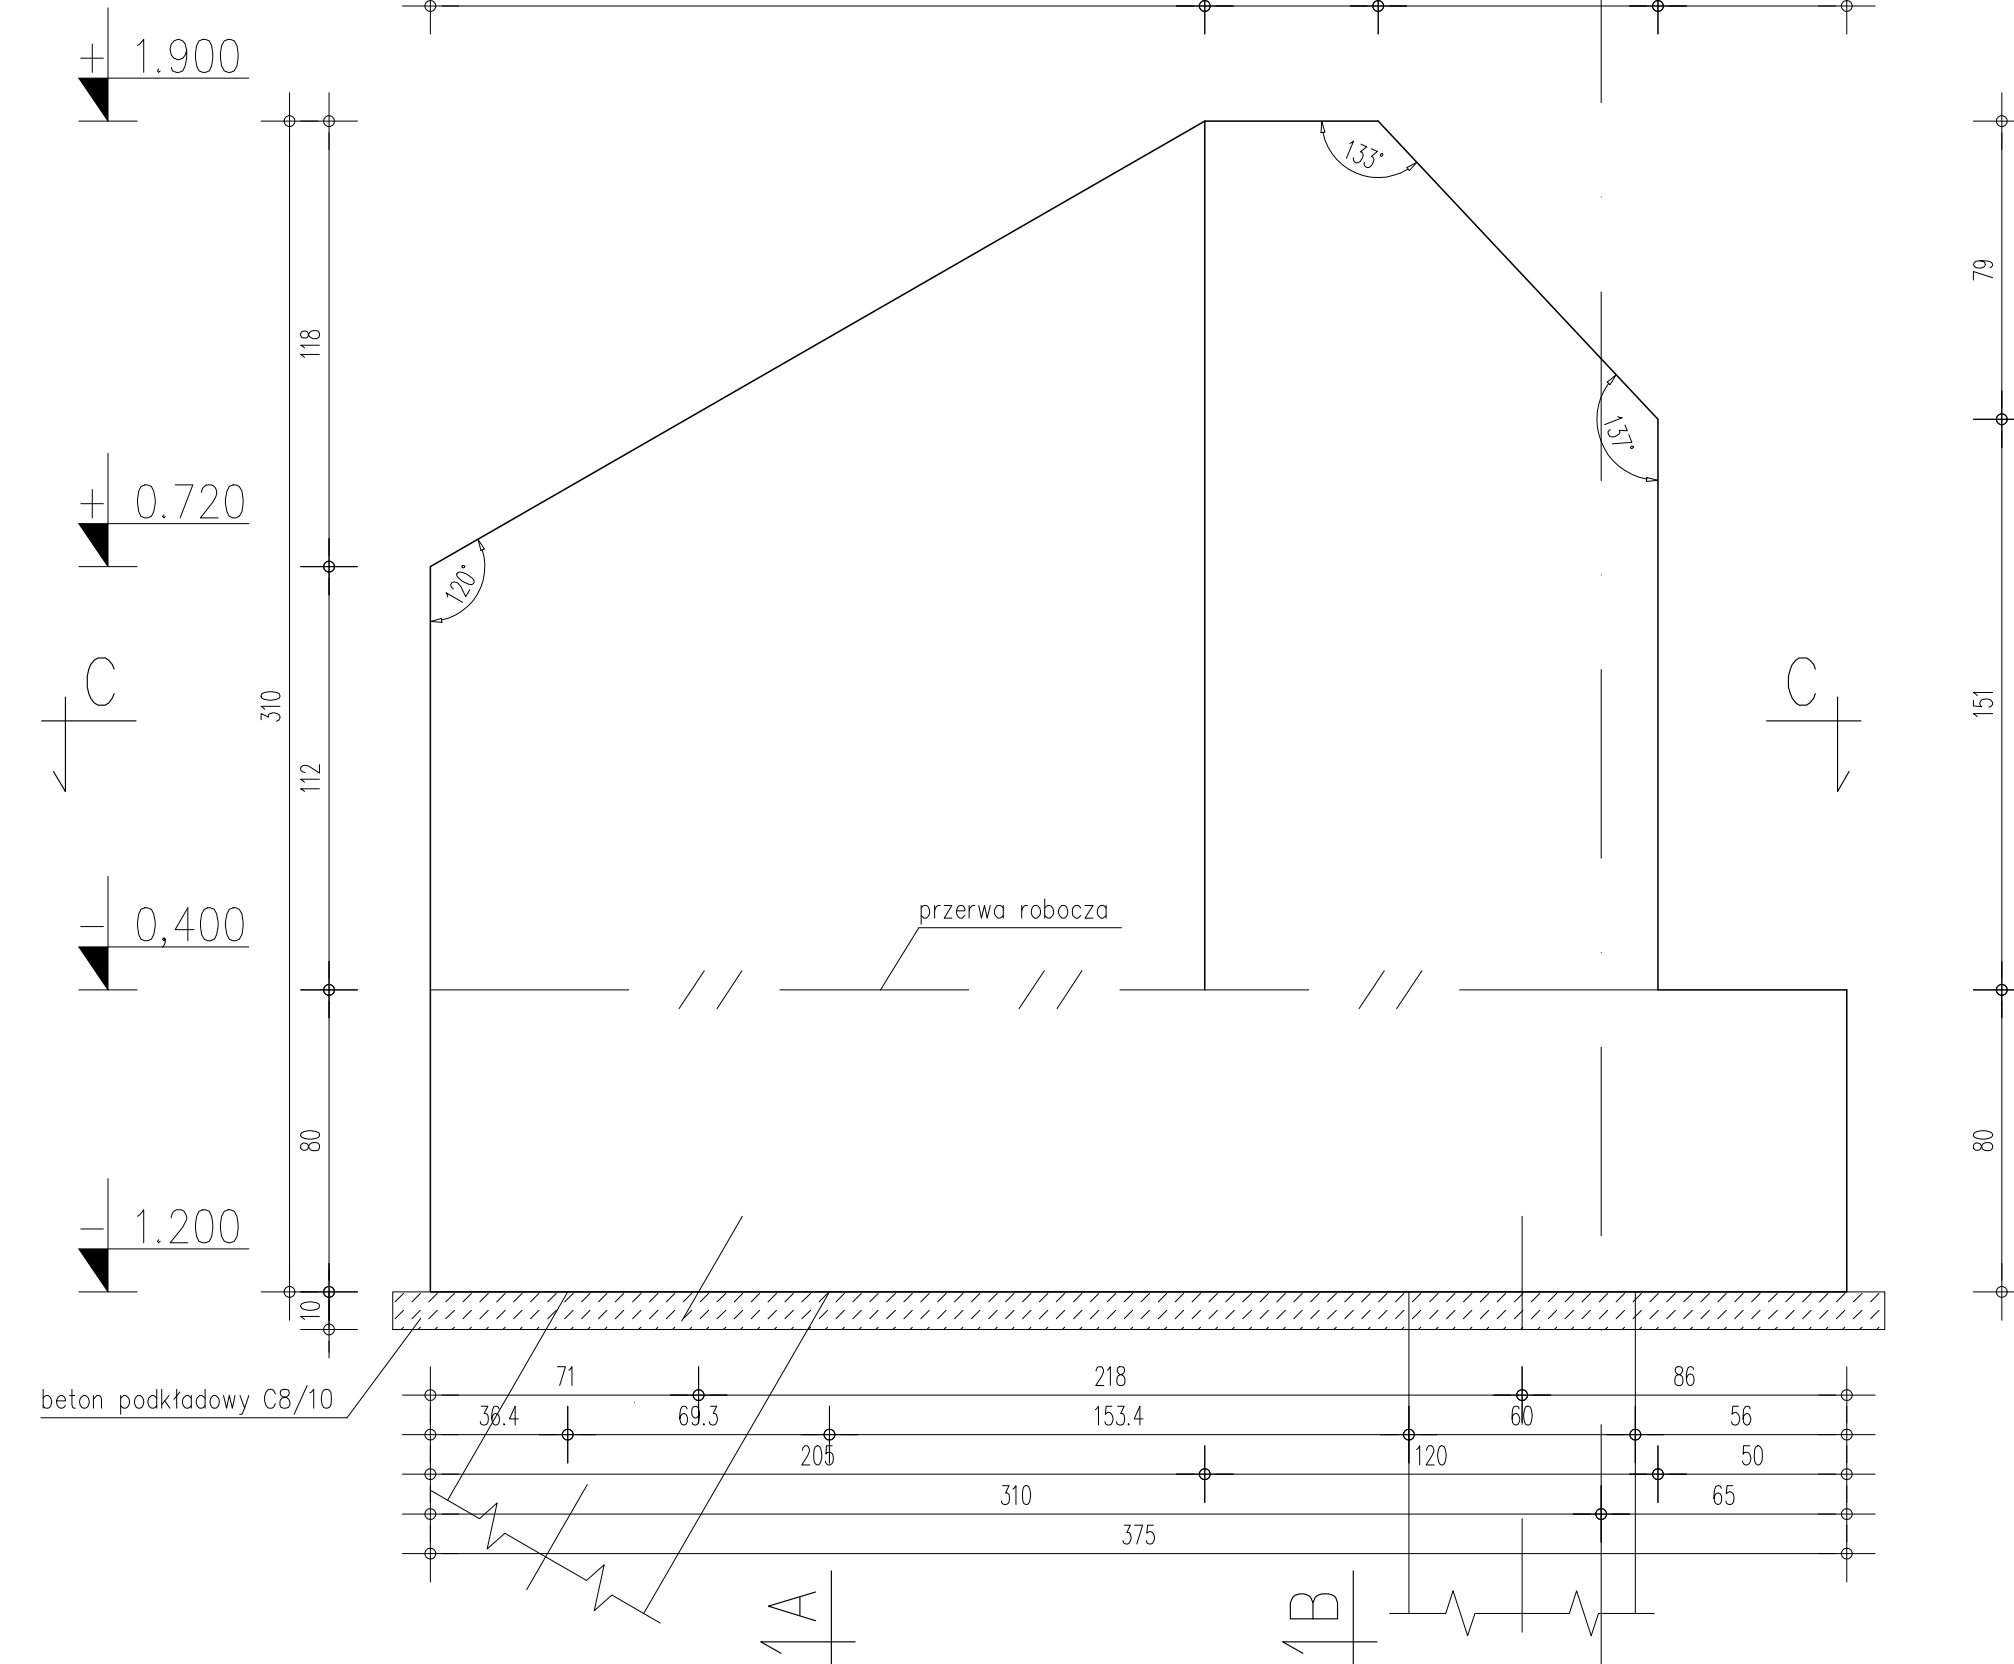 + 1.900
133°
79
118
137°
+ 0.720
120°
C
C
310
151
112
przerwa robocza
- 0,400
80
80
- 1.200
10
beton podkładowy C8/10
71 218 86
36.4 69.3 153.4 60 56
205 120 50
310 65
375
A
B